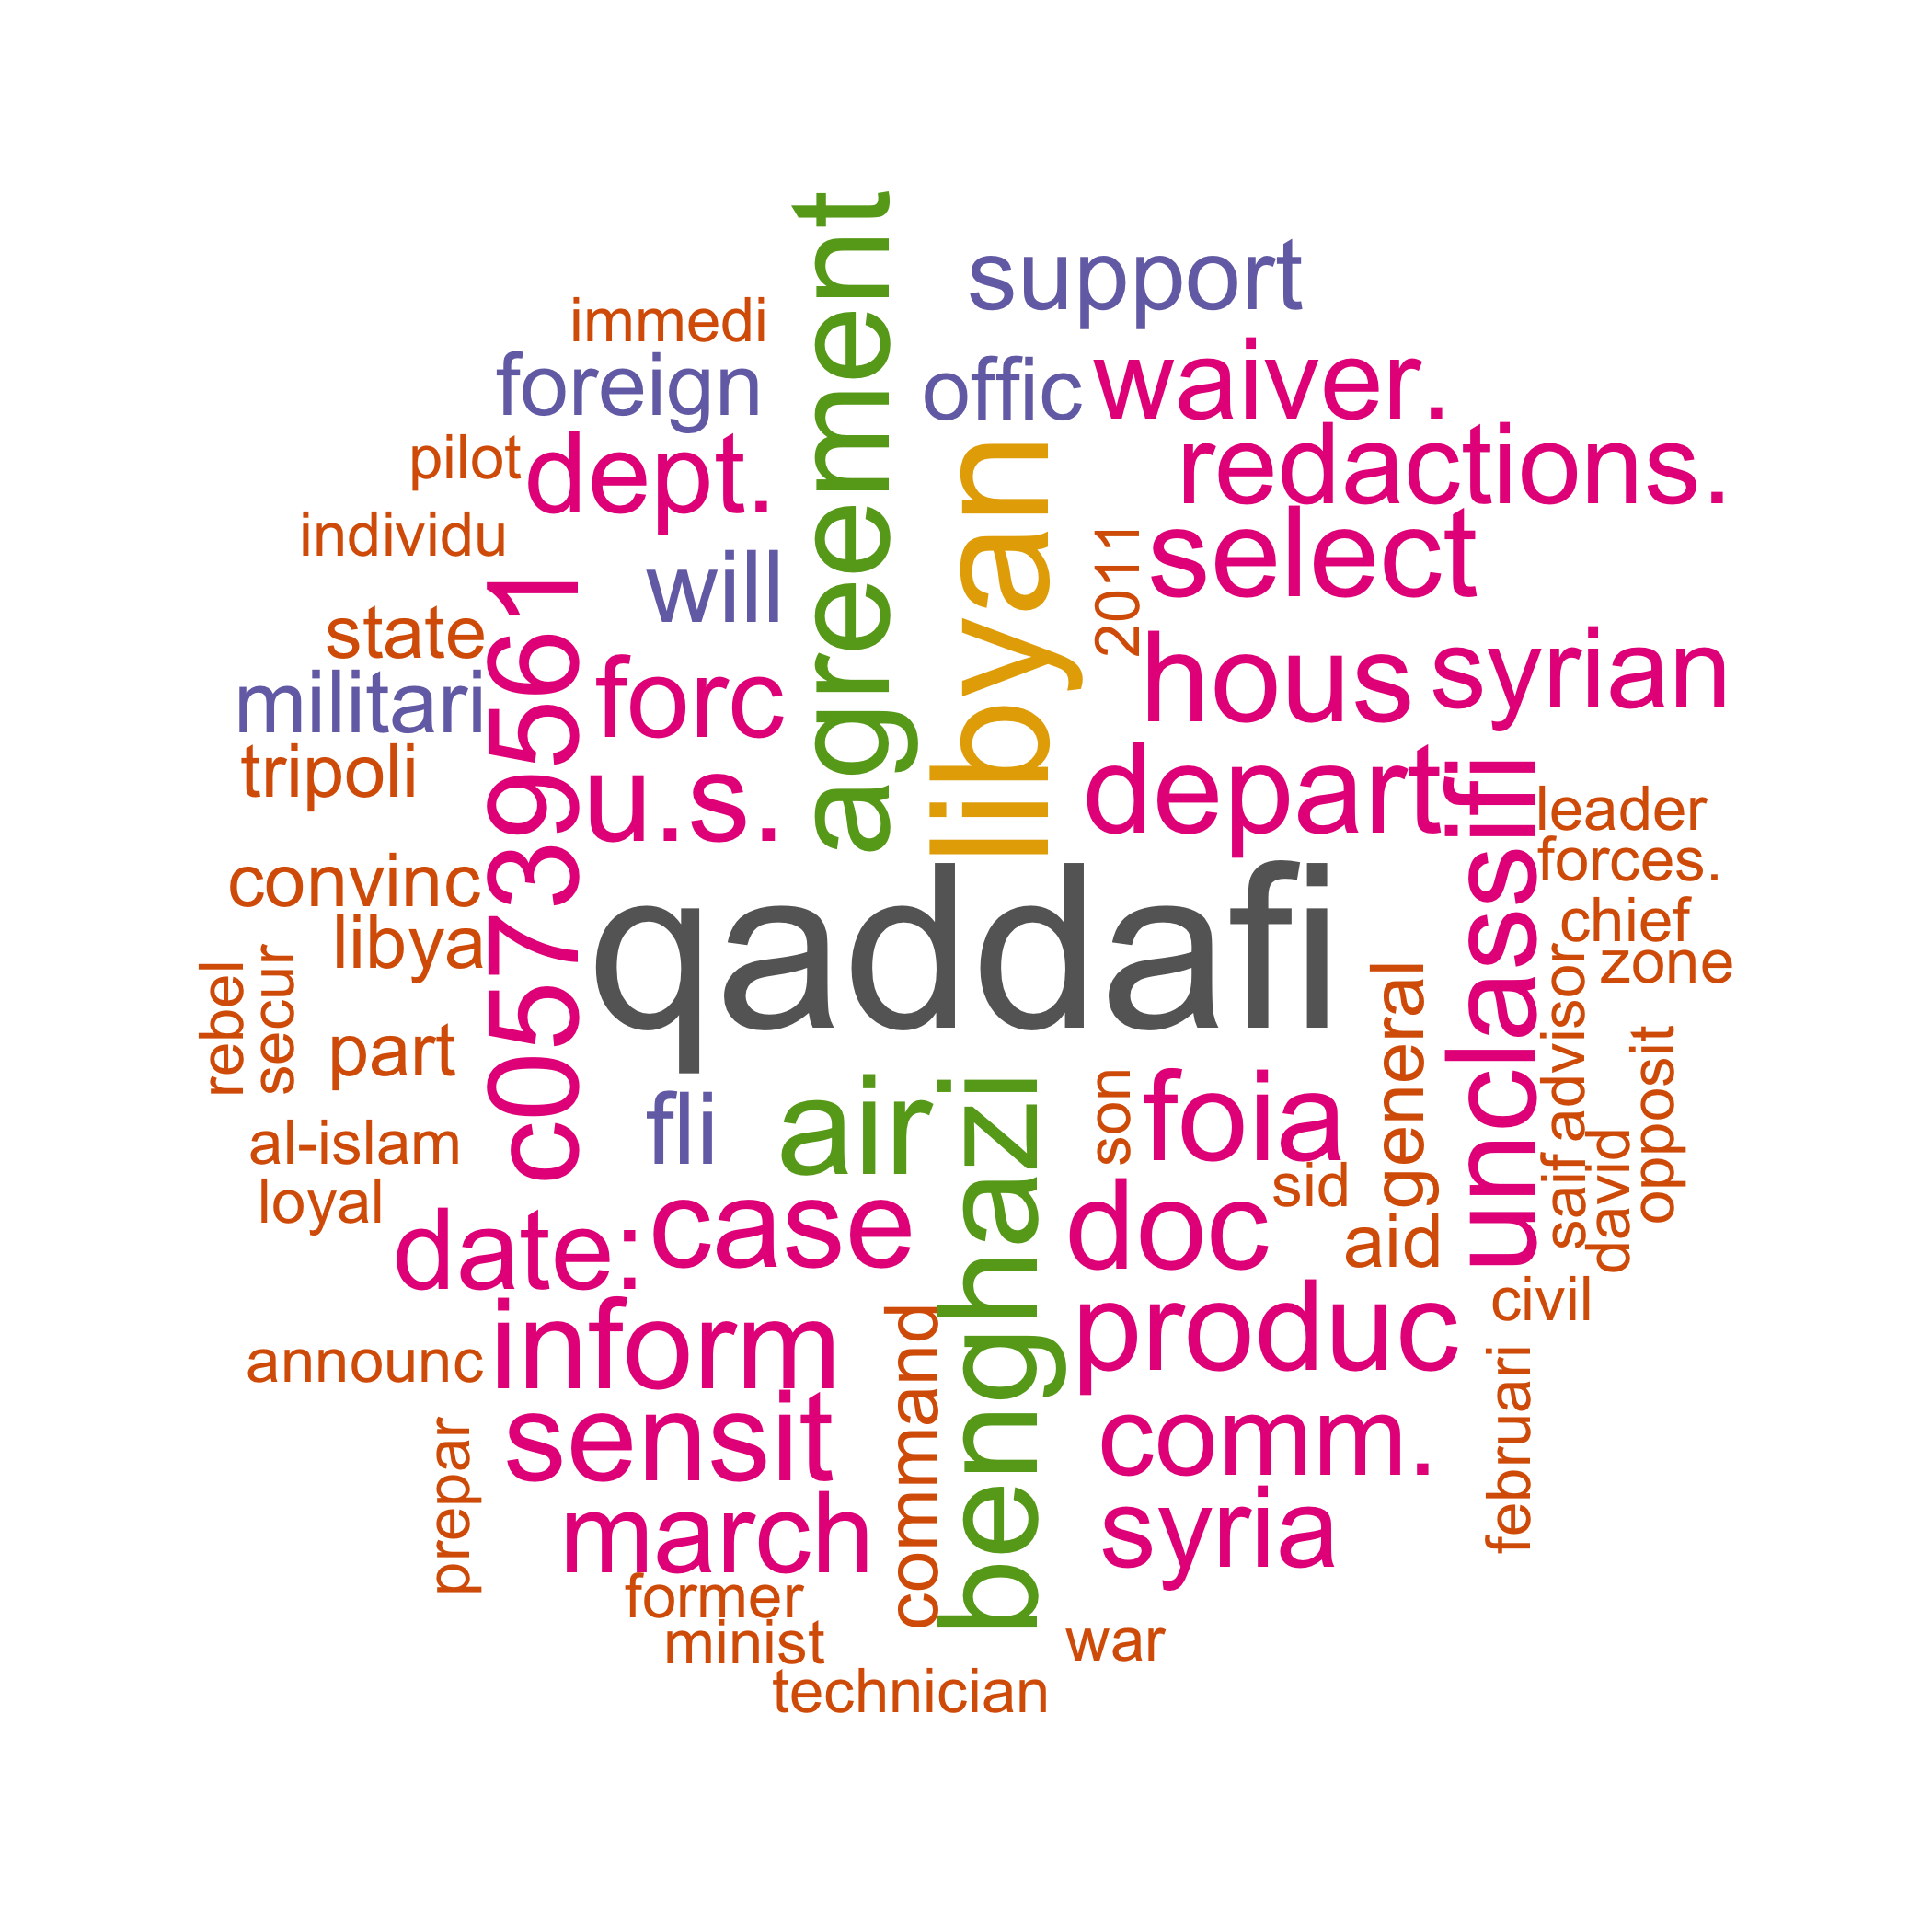 agreement
support
immedi
foreign
offic
waiver.
pilot
dept.
libyan
redactions.
individu
will
2011
select
c05739561
state
forc
hous
syrian
militari
tripoli
u.s.
depart
unclassifi
leader
convinc
qaddafi
forces.
libya
chief
zone
rebel
secur
part
general
advisor
opposit
al-islam
fli
air
benghazi
son
foia
sid
saif
david
loyal
date:
case
doc
aid
civil
announc
inform
command
produc
februari
prepar
sensit
comm.
march
syria
former
minist
war
technician